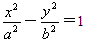 x²/a² − y²/b² = 1